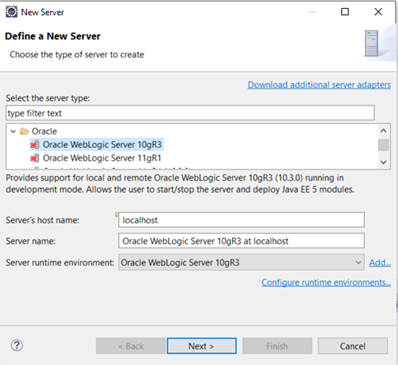 New Server
Define a New Server
Choose the type of server to create
Download additional server adapters
Select the server type:
type filter text
Oracle
Oracle WebLogic Server 10gR3
Oracle WebLogic Server 11gR1
Provides support for local and remote Oracle WebLogic Server 10gR3 (10.3.0) running in
development mode. Allows the user to start/stop the server and deploy Java EE 5 modules.
Server's host name: localhost
Server name: Oracle WebLogic Server 10gR3 at localhost
Server runtime environment: Oracle WebLogic Server 10gR3 Add...
Configure runtime environments...
? < Back Next > Finish Cancel